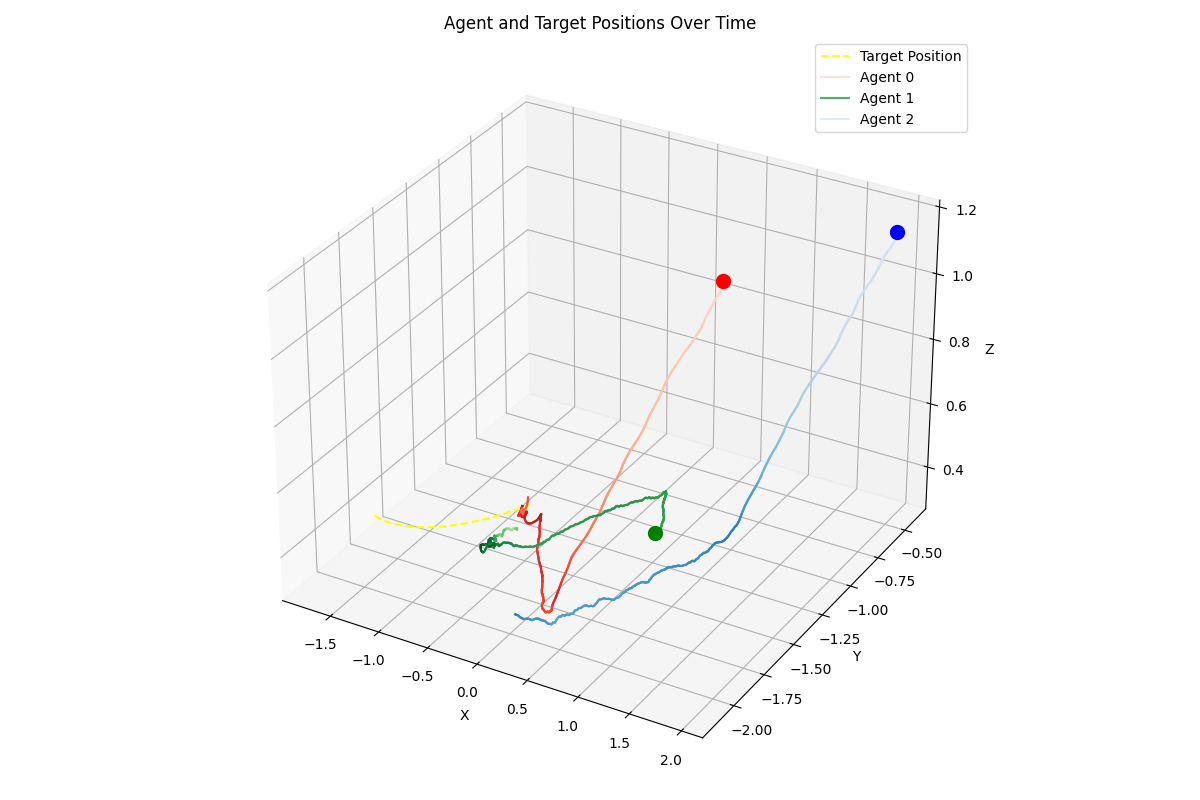 Agent and Target Positions Over Time
Target Position
Agent 0
Agent 1
Agent 2
1.2
1.0
Z
0.8
0.6
0.4
−0.50
−0.75
−1.00
−1.25
Y
−1.50
−1.75
−2.00
−1.5
−1.0
−0.5
0.0
X
0.5
1.0
1.5
2.0